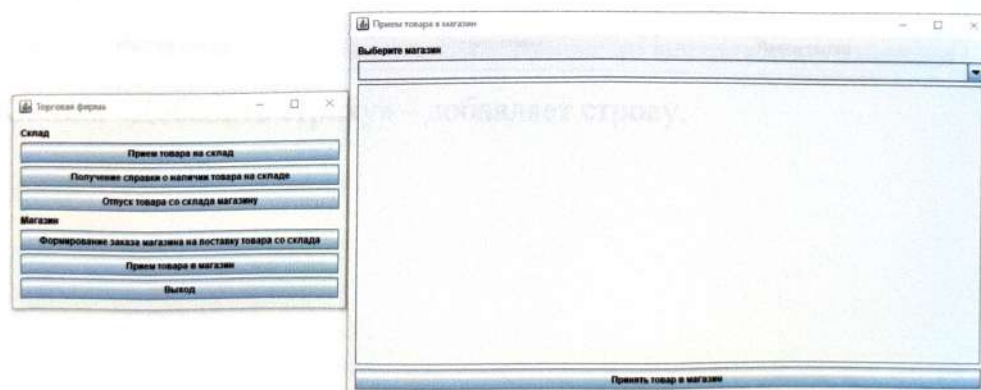 Торговая фирма
Склад
Прием товара на склад
Получение справки о наличии товара на складе
Отпуск товара со склада магазину
Магазин
Формирование заказа магазина на поставку товара со склада
Прием товара в магазин
Выход
Прием товара в магазин
Выберите магазин
Принять товар в магазин
добавляет строку.